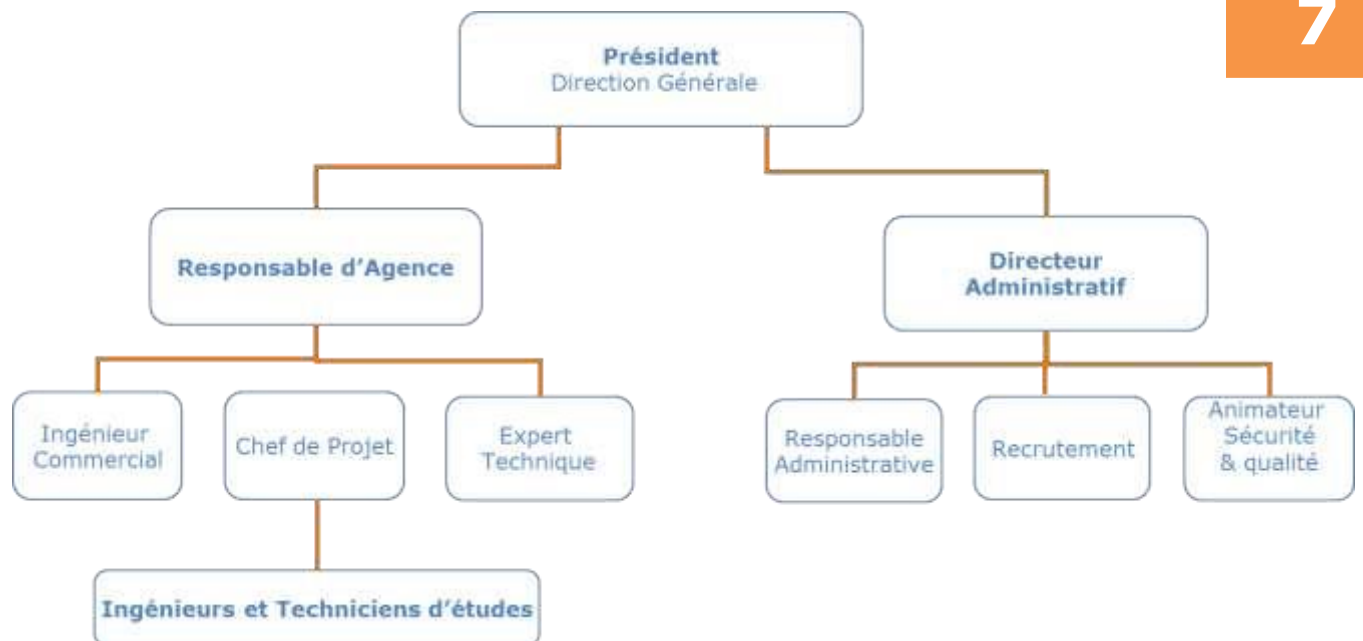 7
Président
Direction Générale
Responsable d'Agence
Directeur
Administratif
Ingénieur
Commercial
Chef de Projet
Expert
Technique
Responsable
Administrative
Recrutement
Animateur
Sécurité
& qualité
Ingénieurs et Techniciens d'études